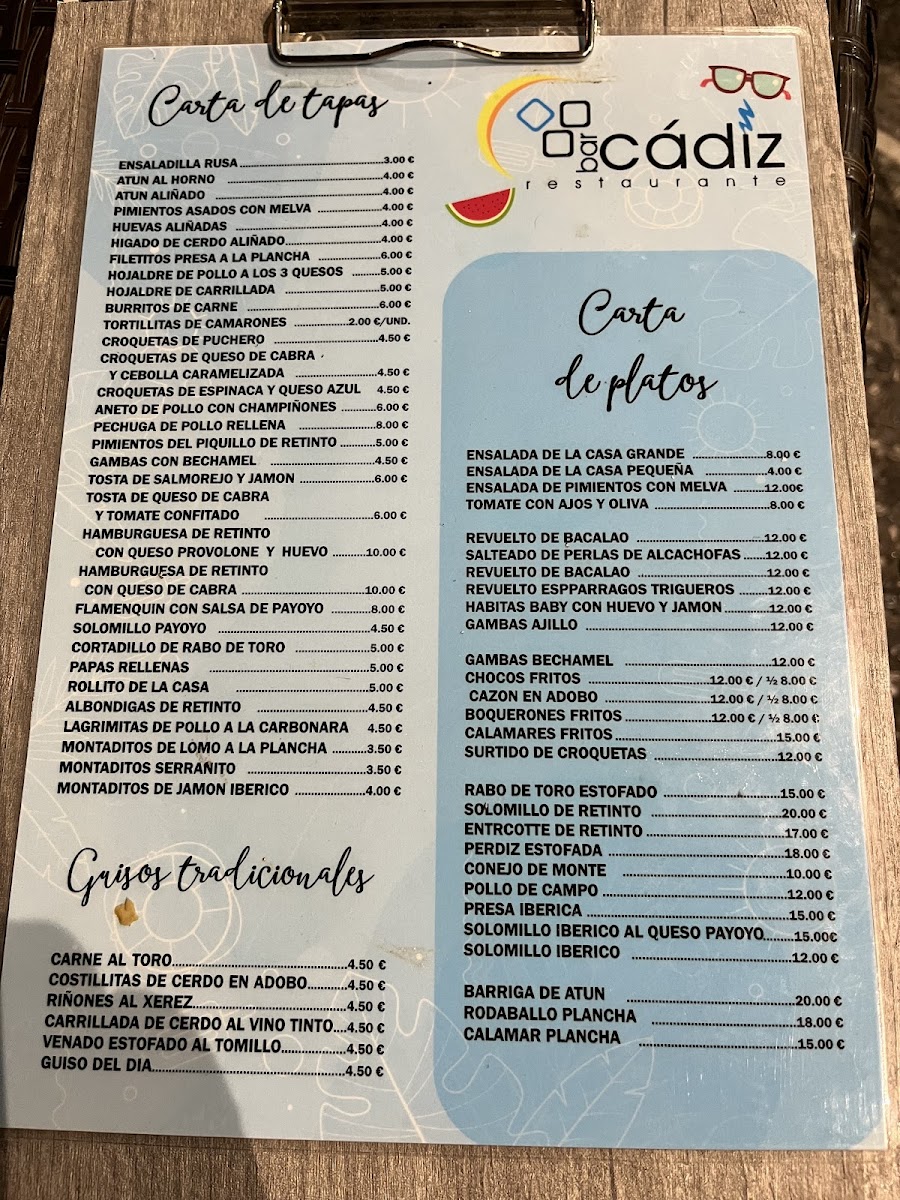 Carta de tapas
ENSALADILLA RUSA 3.00 €
ATUN AL HORNO 4.00 €
ATUN ALIÑADO 4.00 €
PIMIENTOS ASADOS CON MELVA 4.00 €
HUEVAS ALIÑADAS 4.00 €
HIGADO DE CERDO ALIÑADO 4.00 €
FILETITOS PRESA A LA PLANCHA 6.00 €
HOJALDRE DE POLLO A LOS 3 QUESOS 5.00 €
HOJALDRE DE CARRILLADA 5.00 €
BURRITOS DE CARNE 6.00 €
TORTILLITAS DE CAMARONES 2.00 €/UND.
CROQUETAS DE PUCHERO 4.50 €
CROQUETAS DE QUESO DE CABRA
Y CEBOLLA CARAMELIZADA 4.50 €
CROQUETAS DE ESPINACA Y QUESO AZUL 4.50 €
ANETO DE POLLO CON CHAMPIÑONES 6.00 €
PECHUGA DE POLLO RELLENA 8.00 €
PIMIENTOS DEL PIQUILLO DE RETINTO 5.00 €
GAMBAS CON BECHAMEL 4.50 €
TOSTA DE SALMOREJO Y JAMON 6.00 €
TOSTA DE QUESO DE CABRA
Y TOMATE CONFITADO 6.00 €
HAMBURGUESA DE RETINTO
CON QUESO PROVOLONE Y HUEVO 10.00 €
HAMBURGUESA DE RETINTO
CON QUESO DE CABRA 10.00 €
FLAMENQUIN CON SALSA DE PAYOYO 8.00 €
SOLOMILLO PAYOYO 4.50 €
CORTADILLO DE RABO DE TORO 5.00 €
PAPAS RELLENAS 5.00 €
ROLLITO DE LA CASA 5.00 €
ALBONDIGAS DE RETINTO 4.50 €
LAGRIMITAS DE POLLO A LA CARBONARA 4.50 €
MONTADITOS DE LOMO A LA PLANCHA 3.50 €
MONTADITOS SERRANITO 3.50 €
MONTADITOS DE JAMON IBERICO 4.00 €
Guisos tradicionales
CARNE AL TORO 4.50 €
COSTILLITAS DE CERDO EN ADOBO 4.50 €
RIÑONES AL XEREZ 4.50 €
CARRILLADA DE CERDO AL VINO TINTO 4.50 €
VENADO ESTOFADO AL TOMILLO 4.50 €
GUISO DEL DIA 4.50 €
bar cádiz
restaurante
Carta
de platos
ENSALADA DE LA CASA GRANDE 8.00 €
ENSALADA DE LA CASA PEQUEÑA 4.00 €
ENSALADA DE PIMIENTOS CON MELVA 12.00€
TOMATE CON AJOS Y OLIVA 8.00 €
REVUELTO DE BACALAO 12.00 €
SALTEADO DE PERLAS DE ALCACHOFAS 12.00 €
REVUELTO DE BACALAO 12.00 €
REVUELTO ESPPARRAGOS TRIGUEROS 12.00 €
HABITAS BABY CON HUEVO Y JAMON 12.00 €
GAMBAS AJILLO 12.00 €
GAMBAS BECHAMEL 12.00 €
CHOCOS FRITOS 12.00 € / ½ 8.00 €
CAZON EN ADOBO 12.00 € / ½ 8.00 €
BOQUERONES FRITOS 12.00 € / ½ 8.00 €
CALAMARES FRITOS 15.00 €
SURTIDO DE CROQUETAS 12.00 €
RABO DE TORO ESTOFADO 15.00 €
SOLOMILLO DE RETINTO 20.00 €
ENTRCOTTE DE RETINTO 17.00 €
PERDIZ ESTOFADA 18.00 €
CONEJO DE MONTE 10.00 €
POLLO DE CAMPO 12.00 €
PRESA IBERICA 15.00 €
SOLOMILLO IBERICO AL QUESO PAYOYO 15.00€
SOLOMILLO IBERICO 12.00 €
BARRIGA DE ATUN 20.00 €
RODABALLO PLANCHA 18.00 €
CALAMAR PLANCHA 15.00 €